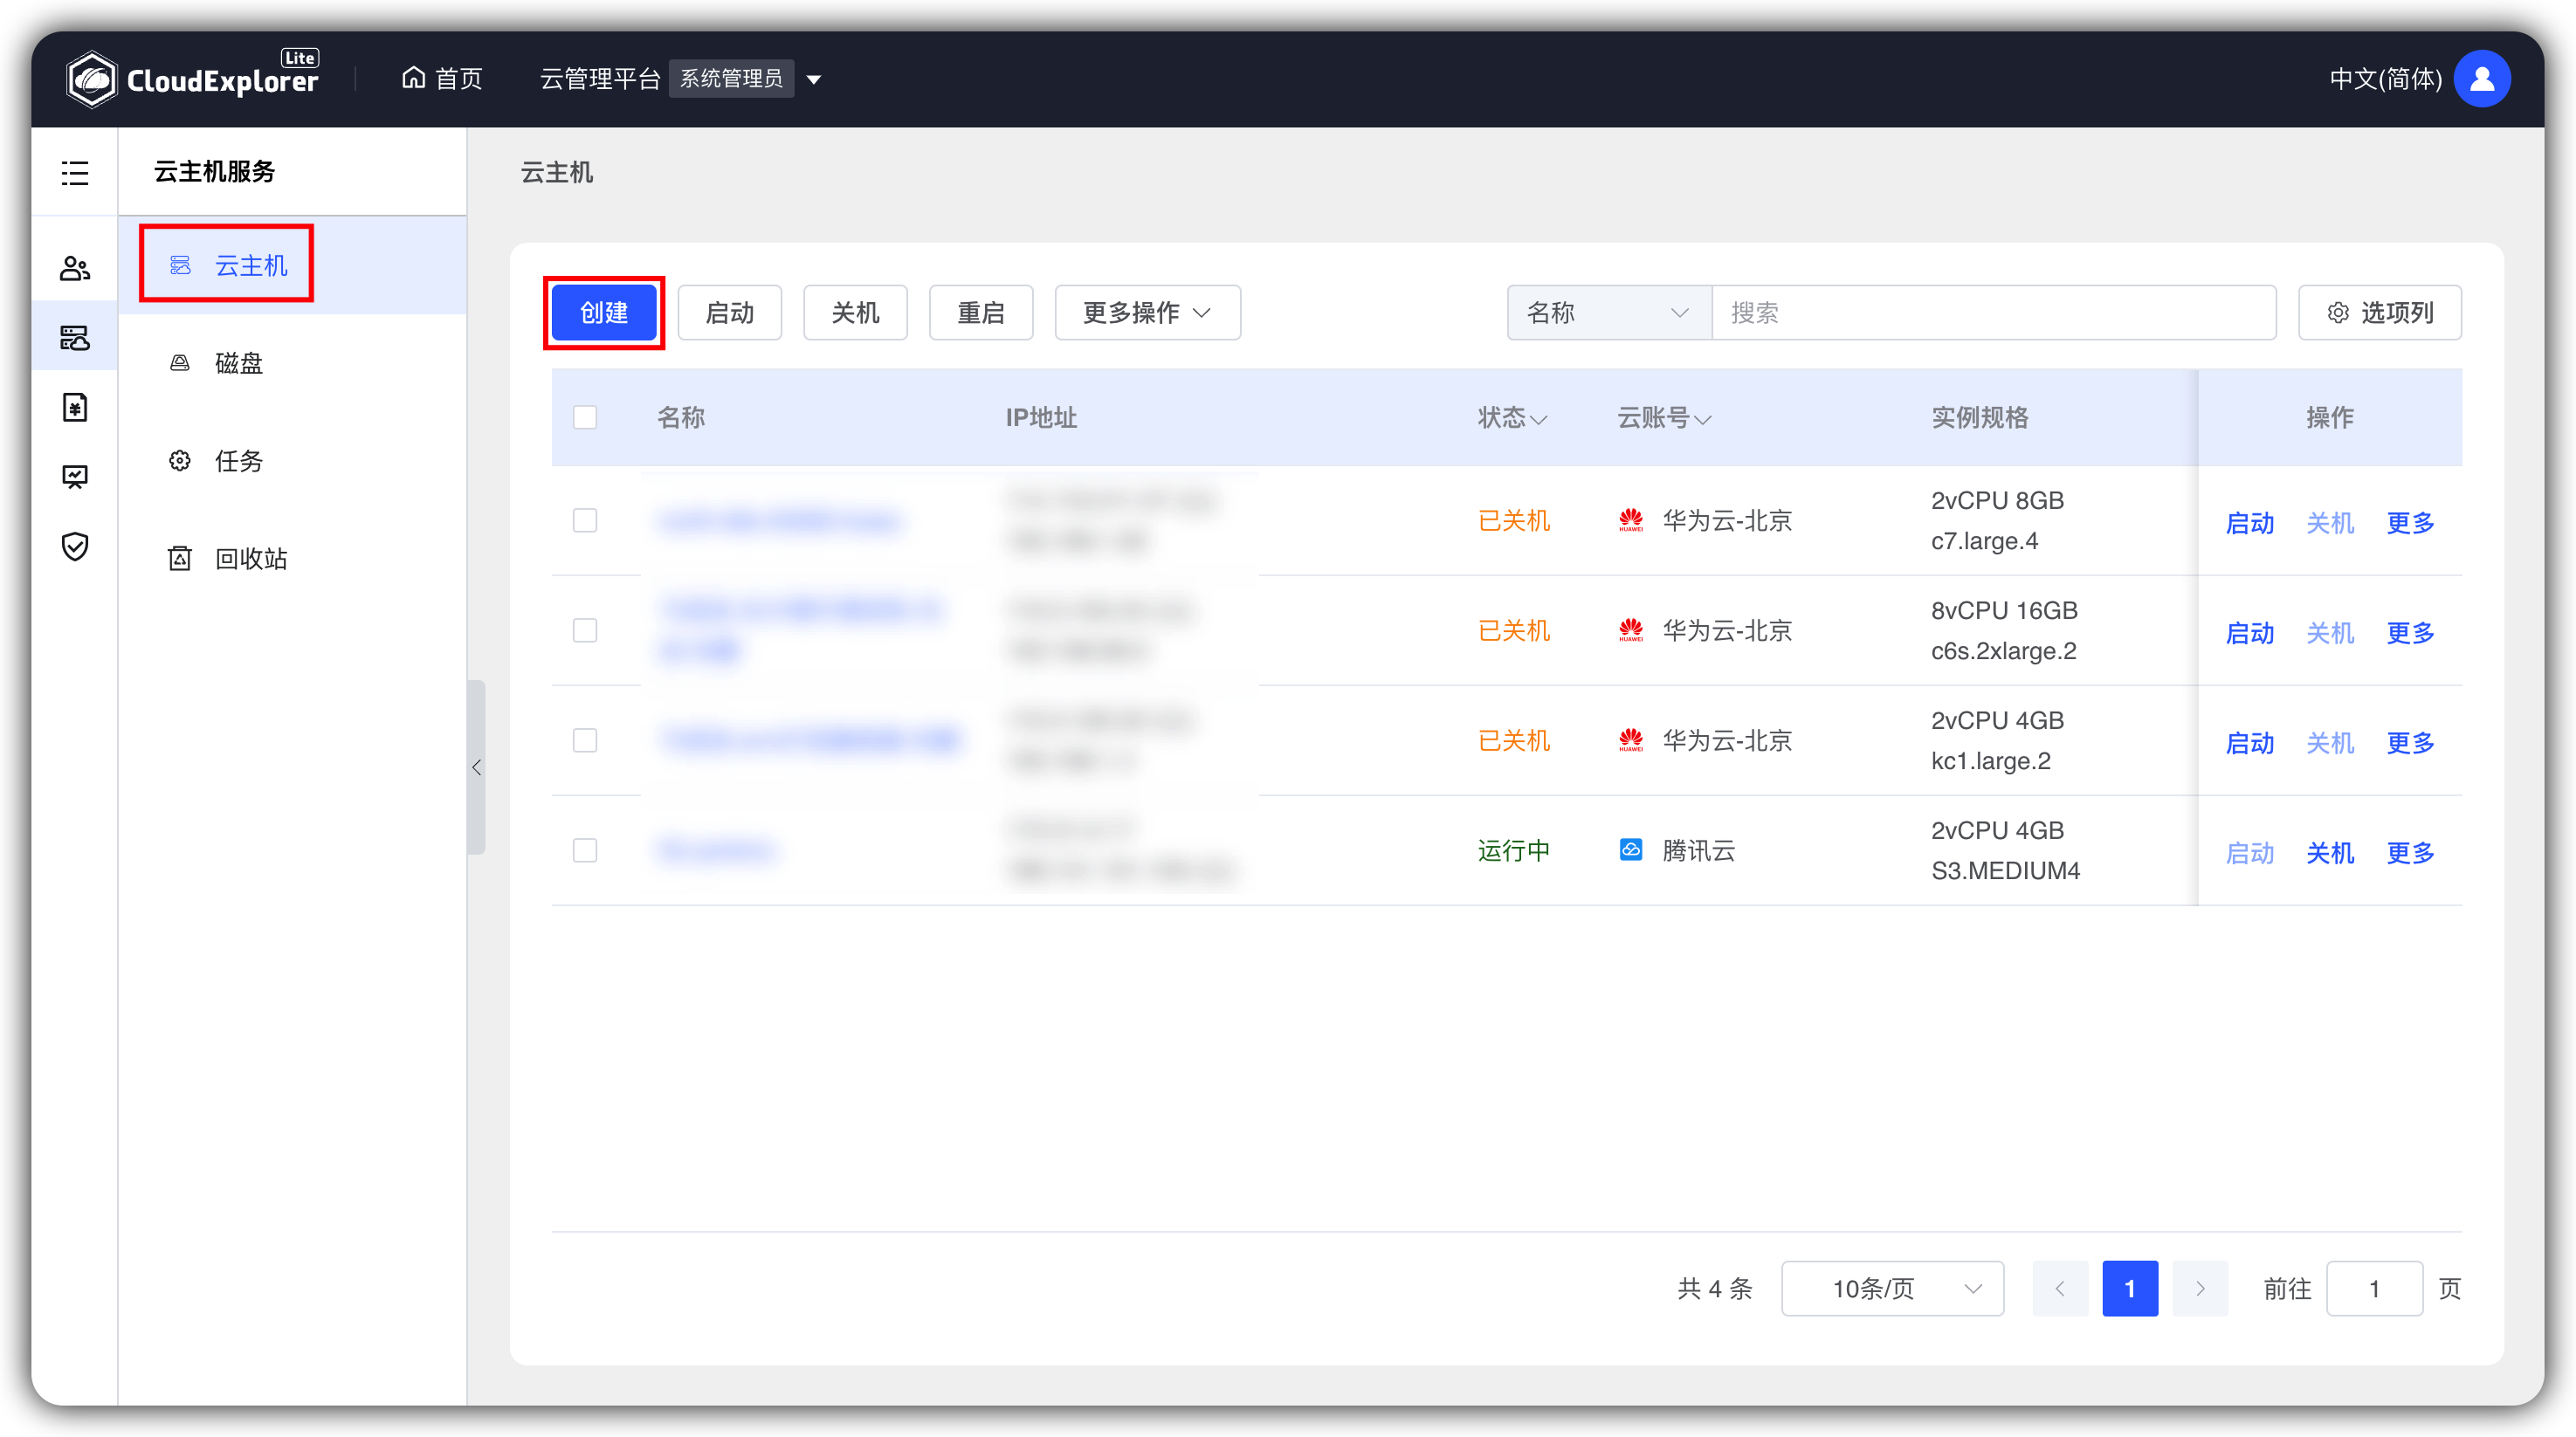 CloudExplorer Lite
首页
云管理平台 系统管理员
中文(简体)
云主机服务
云主机
磁盘
任务
回收站
云主机
创建 启动 关机 重启 更多操作
名称 搜索 选项列
名称 IP地址 状态 云账号 实例规格 操作
已关机 HUAWEI 华为云-北京 2vCPU 8GB
c7.large.4
启动 关机 更多
已关机 HUAWEI 华为云-北京 8vCPU 16GB
c6s.2xlarge.2
启动 关机 更多
已关机 HUAWEI 华为云-北京 2vCPU 4GB
kc1.large.2
启动 关机 更多
运行中 腾讯云 2vCPU 4GB
S3.MEDIUM4
启动 关机 更多
共 4 条 10条/页 1 前往 1 页